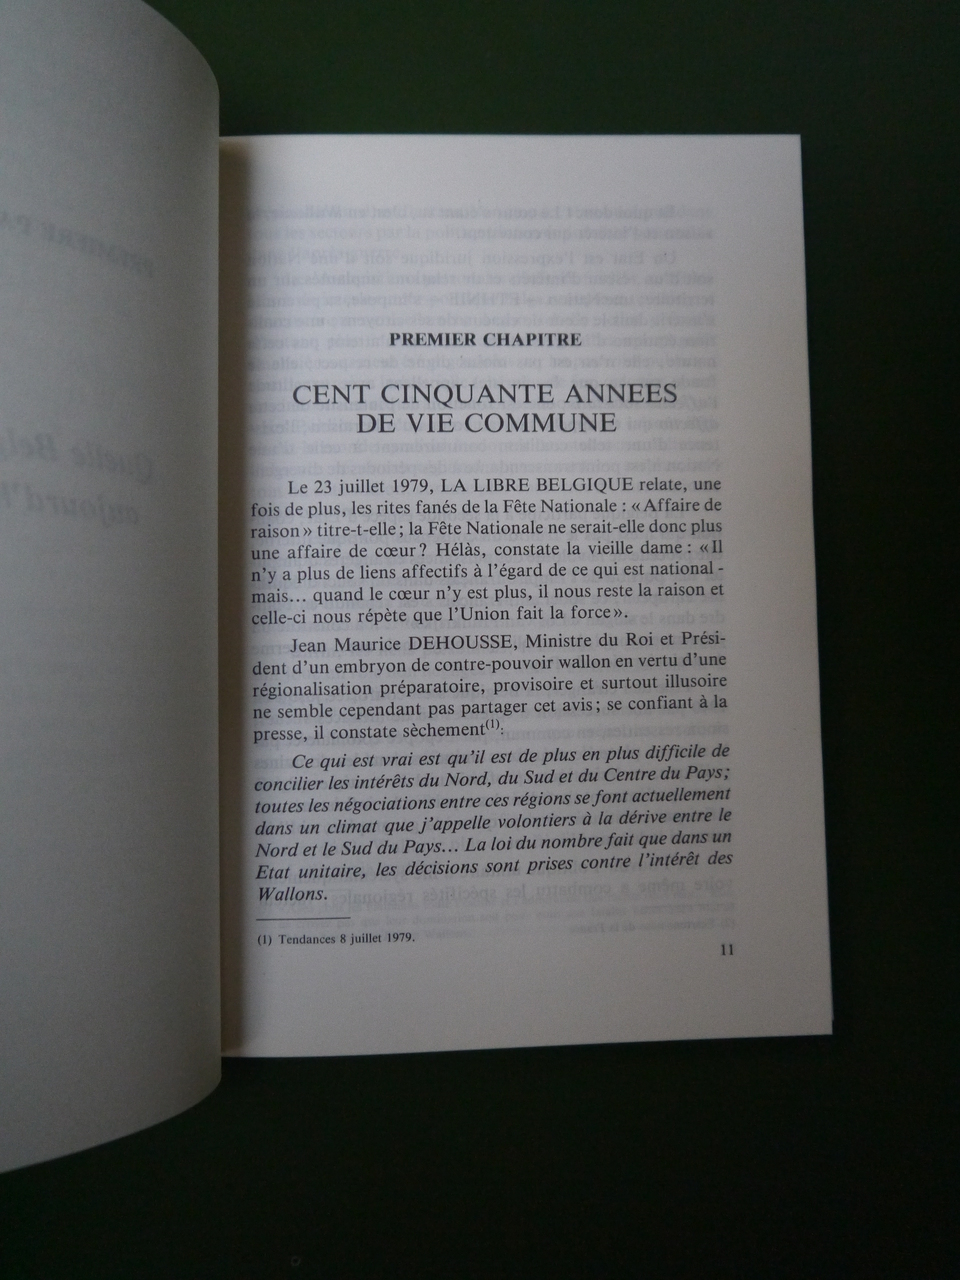 PREMIER CHAPITRE
CENT CINQUANTE ANNEES
DE VIE COMMUNE
Le 23 juillet 1979, LA LIBRE BELGIQUE relate, une
fois de plus, les rites fanés de la Fête Nationale : « Affaire de
raison » titre-t-elle ; la Fête Nationale ne serait-elle donc plus
une affaire de cœur ? Hélàs, constate la vieille dame : « Il
n'y a plus de liens affectifs à l'égard de ce qui est national -
mais... quand le cœur n'y est plus, il nous reste la raison et
celle-ci nous répète que l'Union fait la force ».
Jean Maurice DEHOUSSE, Ministre du Roi et Prési-
dent d'un embryon de contre-pouvoir wallon en vertu d'une
régionalisation préparatoire, provisoire et surtout illusoire
ne semble cependant pas partager cet avis ; se confiant à la
presse, il constate sèchement(1):
Ce qui est vrai est qu'il est de plus en plus difficile de
concilier les intérêts du Nord, du Sud et du Centre du Pays ;
toutes les négociations entre ces régions se font actuellement
dans un climat que j'appelle volontiers à la dérive entre le
Nord et le Sud du Pays... La loi du nombre fait que dans un
Etat unitaire, les décisions sont prises contre l'intérêt des
Wallons.
(1) Tendances 8 juillet 1979.
11